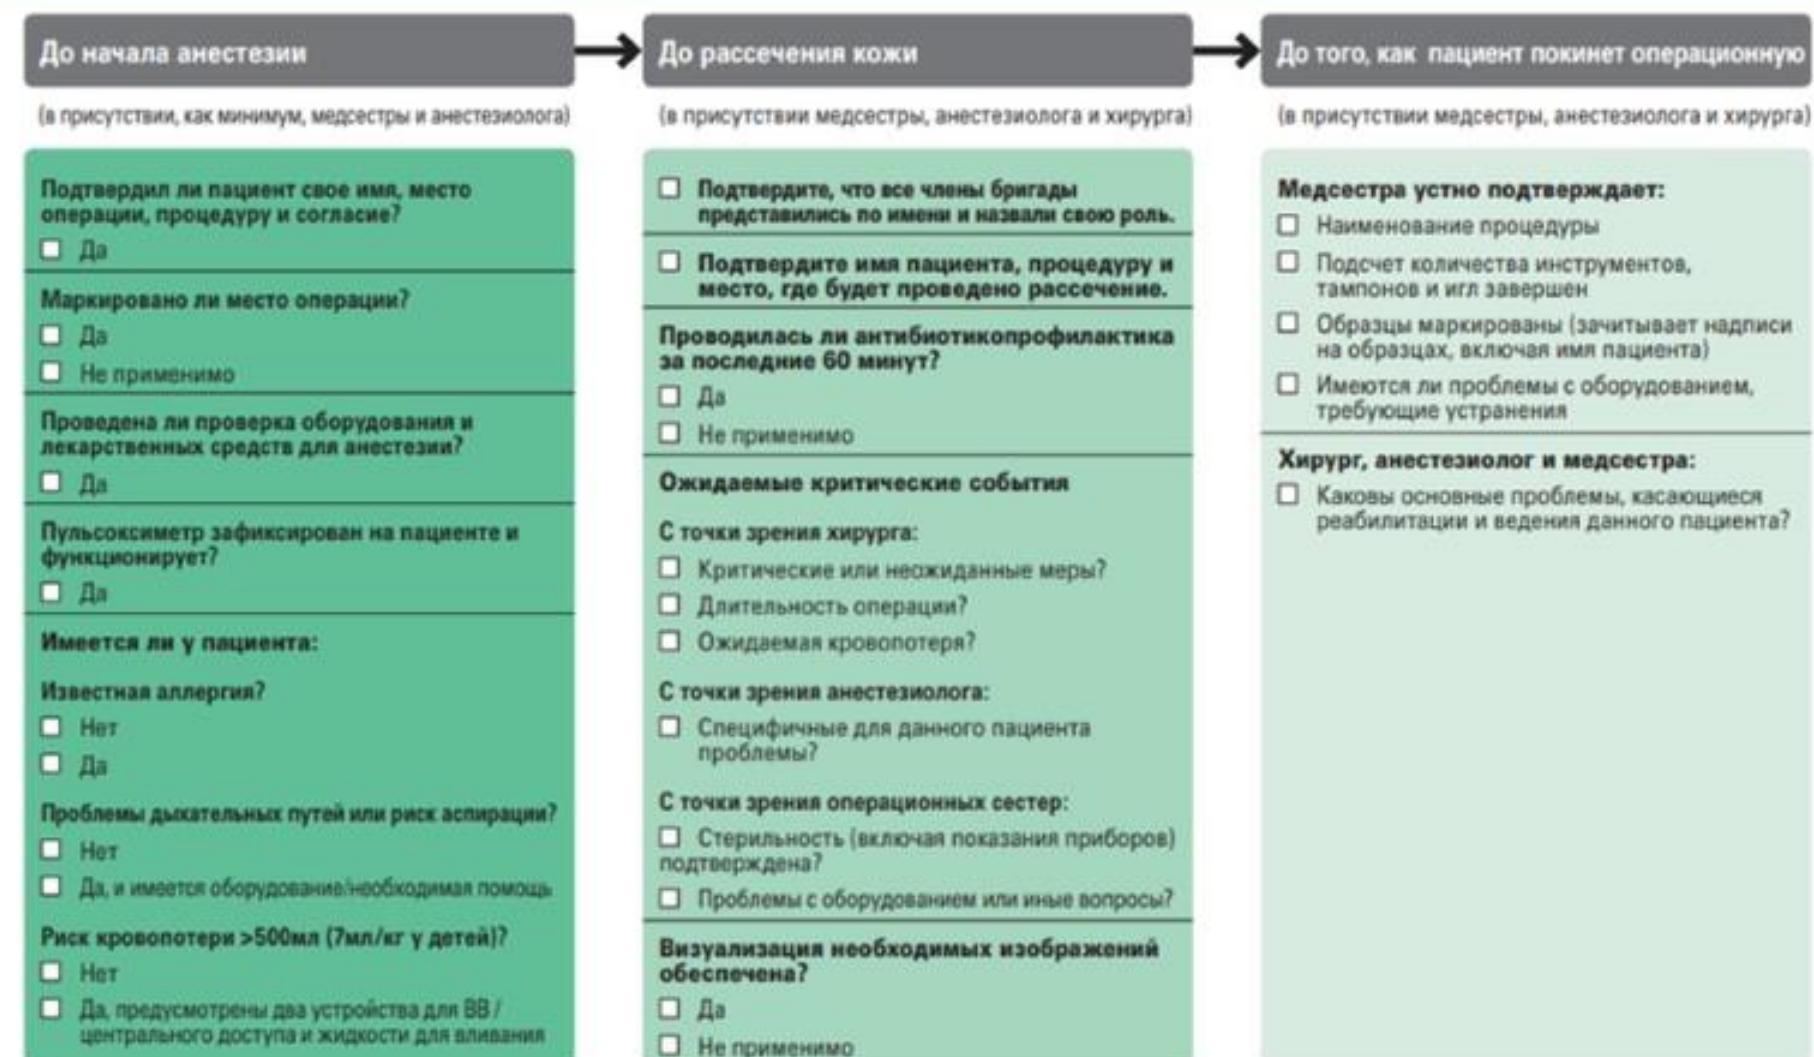 До начала анестезии
(в присутствии, как минимум, медсестры и анестезиолога)
Подтвердил ли пациент свое имя, место
операции, процедуру и согласие?
Да
Маркировано ли место операции?
Да
Не применимо
Проведена ли проверка оборудования и
лекарственных средств для анестезии?
Да
Пульсоксиметр зафиксирован на пациенте и
функционирует?
Да
Имеется ли у пациента:
Известная аллергия?
Нет
Да
Проблемы дыхательных путей или риск аспирации?
Нет
Да, и имеется оборудование/необходимая помощь
Риск кровопотери >500мл (7мл/кг у детей)?
Нет
Да, предусмотрены два устройства для ВВ /
центрального доступа и жидкости для вливания
До рассечения кожи
(в присутствии медсестры, анестезиолога и хирурга)
Подтвердите, что все члены бригады
представились по имени и назвали свою роль.
Подтвердите имя пациента, процедуру и
место, где будет проведено рассечение.
Проводилась ли антибиотикопрофилактика
за последние 60 минут?
Да
Не применимо
Ожидаемые критические события
С точки зрения хирурга:
Критические или неожиданные меры?
Длительность операции?
Ожидаемая кровопотеря?
С точки зрения анестезиолога:
Специфичные для данного пациента
проблемы?
С точки зрения операционных сестер:
Стерильность (включая показания приборов)
подтверждена?
Проблемы с оборудованием или иные вопросы?
Визуализация необходимых изображений
обеспечена?
Да
Не применимо
До того, как пациент покинет операционную
(в присутствии медсестры, анестезиолога и хирурга)
Медсестра устно подтверждает:
Наименование процедуры
Подсчет количества инструментов,
тампонов и игл завершен
Образцы маркированы (зачитывает надписи
на образцах, включая имя пациента)
Имеются ли проблемы с оборудованием,
требующие устранения
Хирург, анестезиолог и медсестра:
Каковы основные проблемы, касающиеся
реабилитации и ведения данного пациента?